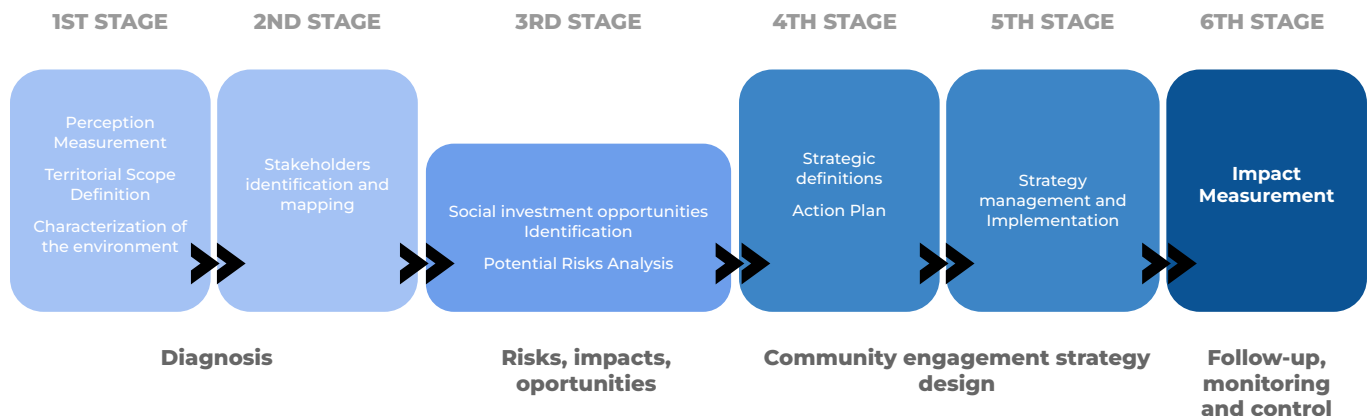 1ST STAGE
2ND STAGE
3RD STAGE
4TH STAGE
5TH STAGE
6TH STAGE
Perception
Measurement
Territorial Scope
Definition
Characterization of
the environment
Stakeholders
identification and
mapping
Social investment opportunities
Identification
Potential Risks Analysis
Strategic
definitions
Action Plan
Strategy
management and
Implementation
Impact
Measurement
Diagnosis
Risks, impacts,
oportunities
Community engagement strategy
design
Follow-up,
monitoring
and control